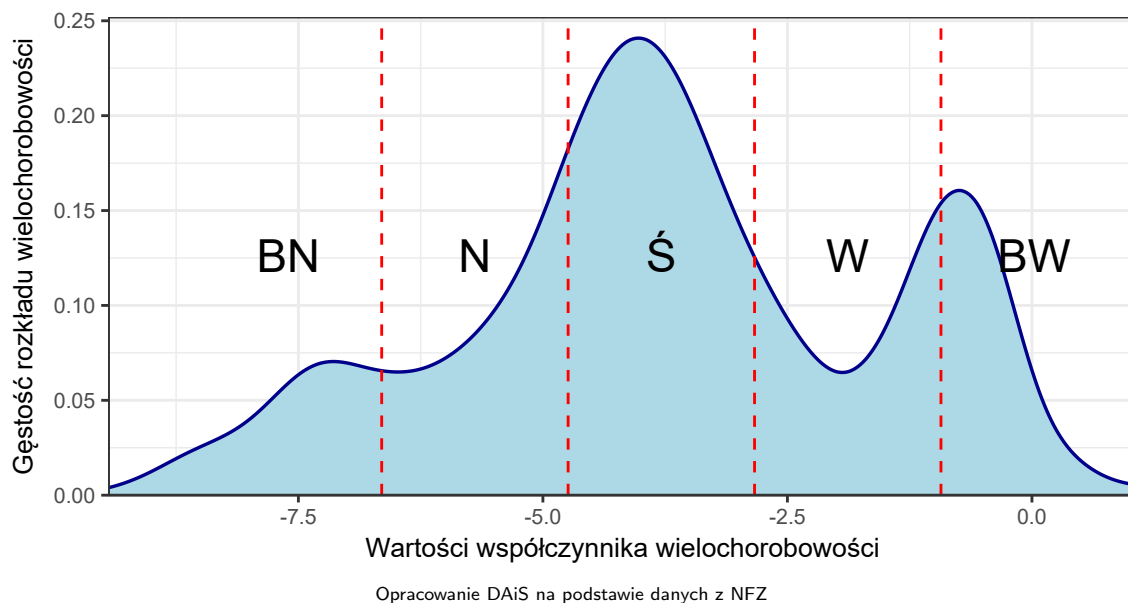 Gęstość rozkładu wielochorobowości
0.25
0.20
0.15
0.10
0.05
0.00
BN N Ś W BW
-7.5 -5.0 -2.5 0.0
Wartości współczynnika wielochorobowości
Opracowanie DAiS na podstawie danych z NFZ